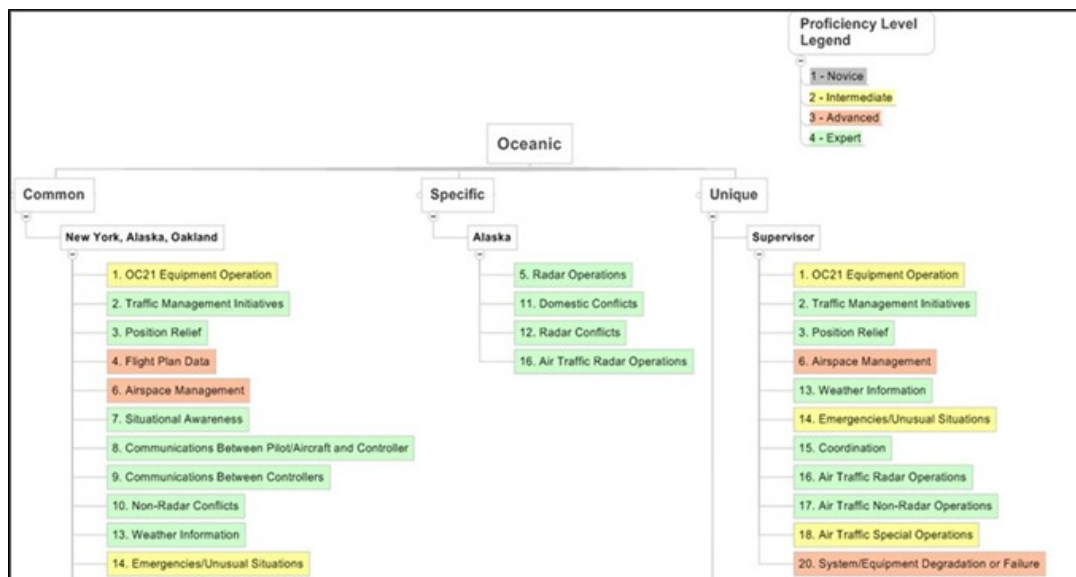 Proficiency Level
Legend
1 - Novice
2 - Intermediate
3 - Advanced
4 - Expert
Oceanic
Common
New York, Alaska, Oakland
1. OC21 Equipment Operation
2. Traffic Management Initiatives
3. Position Relief
4. Flight Plan Data
6. Airspace Management
7. Situational Awareness
8. Communications Between Pilot/Aircraft and Controller
9. Communications Between Controllers
10. Non-Radar Conflicts
13. Weather Information
14. Emergencies/Unusual Situations
Specific
Alaska
5. Radar Operations
11. Domestic Conflicts
12. Radar Conflicts
16. Air Traffic Radar Operations
Unique
Supervisor
1. OC21 Equipment Operation
2. Traffic Management Initiatives
3. Position Relief
6. Airspace Management
13. Weather Information
14. Emergencies/Unusual Situations
15. Coordination
16. Air Traffic Radar Operations
17. Air Traffic Non-Radar Operations
18. Air Traffic Special Operations
20. System/Equipment Degradation or Failure